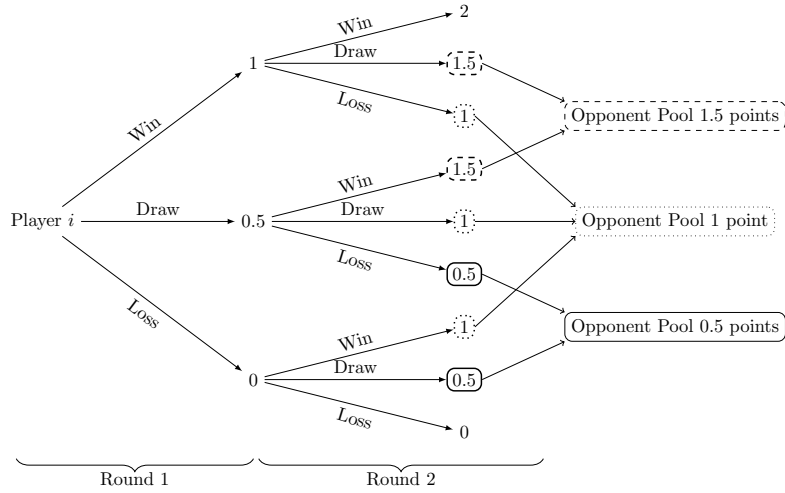 Win
2
Draw
1
1.5
Loss
1
Opponent Pool 1.5 points
Win
Win
1.5
Player i
Draw
0.5
Draw
1
Opponent Pool 1 point
Loss
0.5
Loss
Win
1
Opponent Pool 0.5 points
0
Draw
0.5
Loss
0
Round 1
Round 2